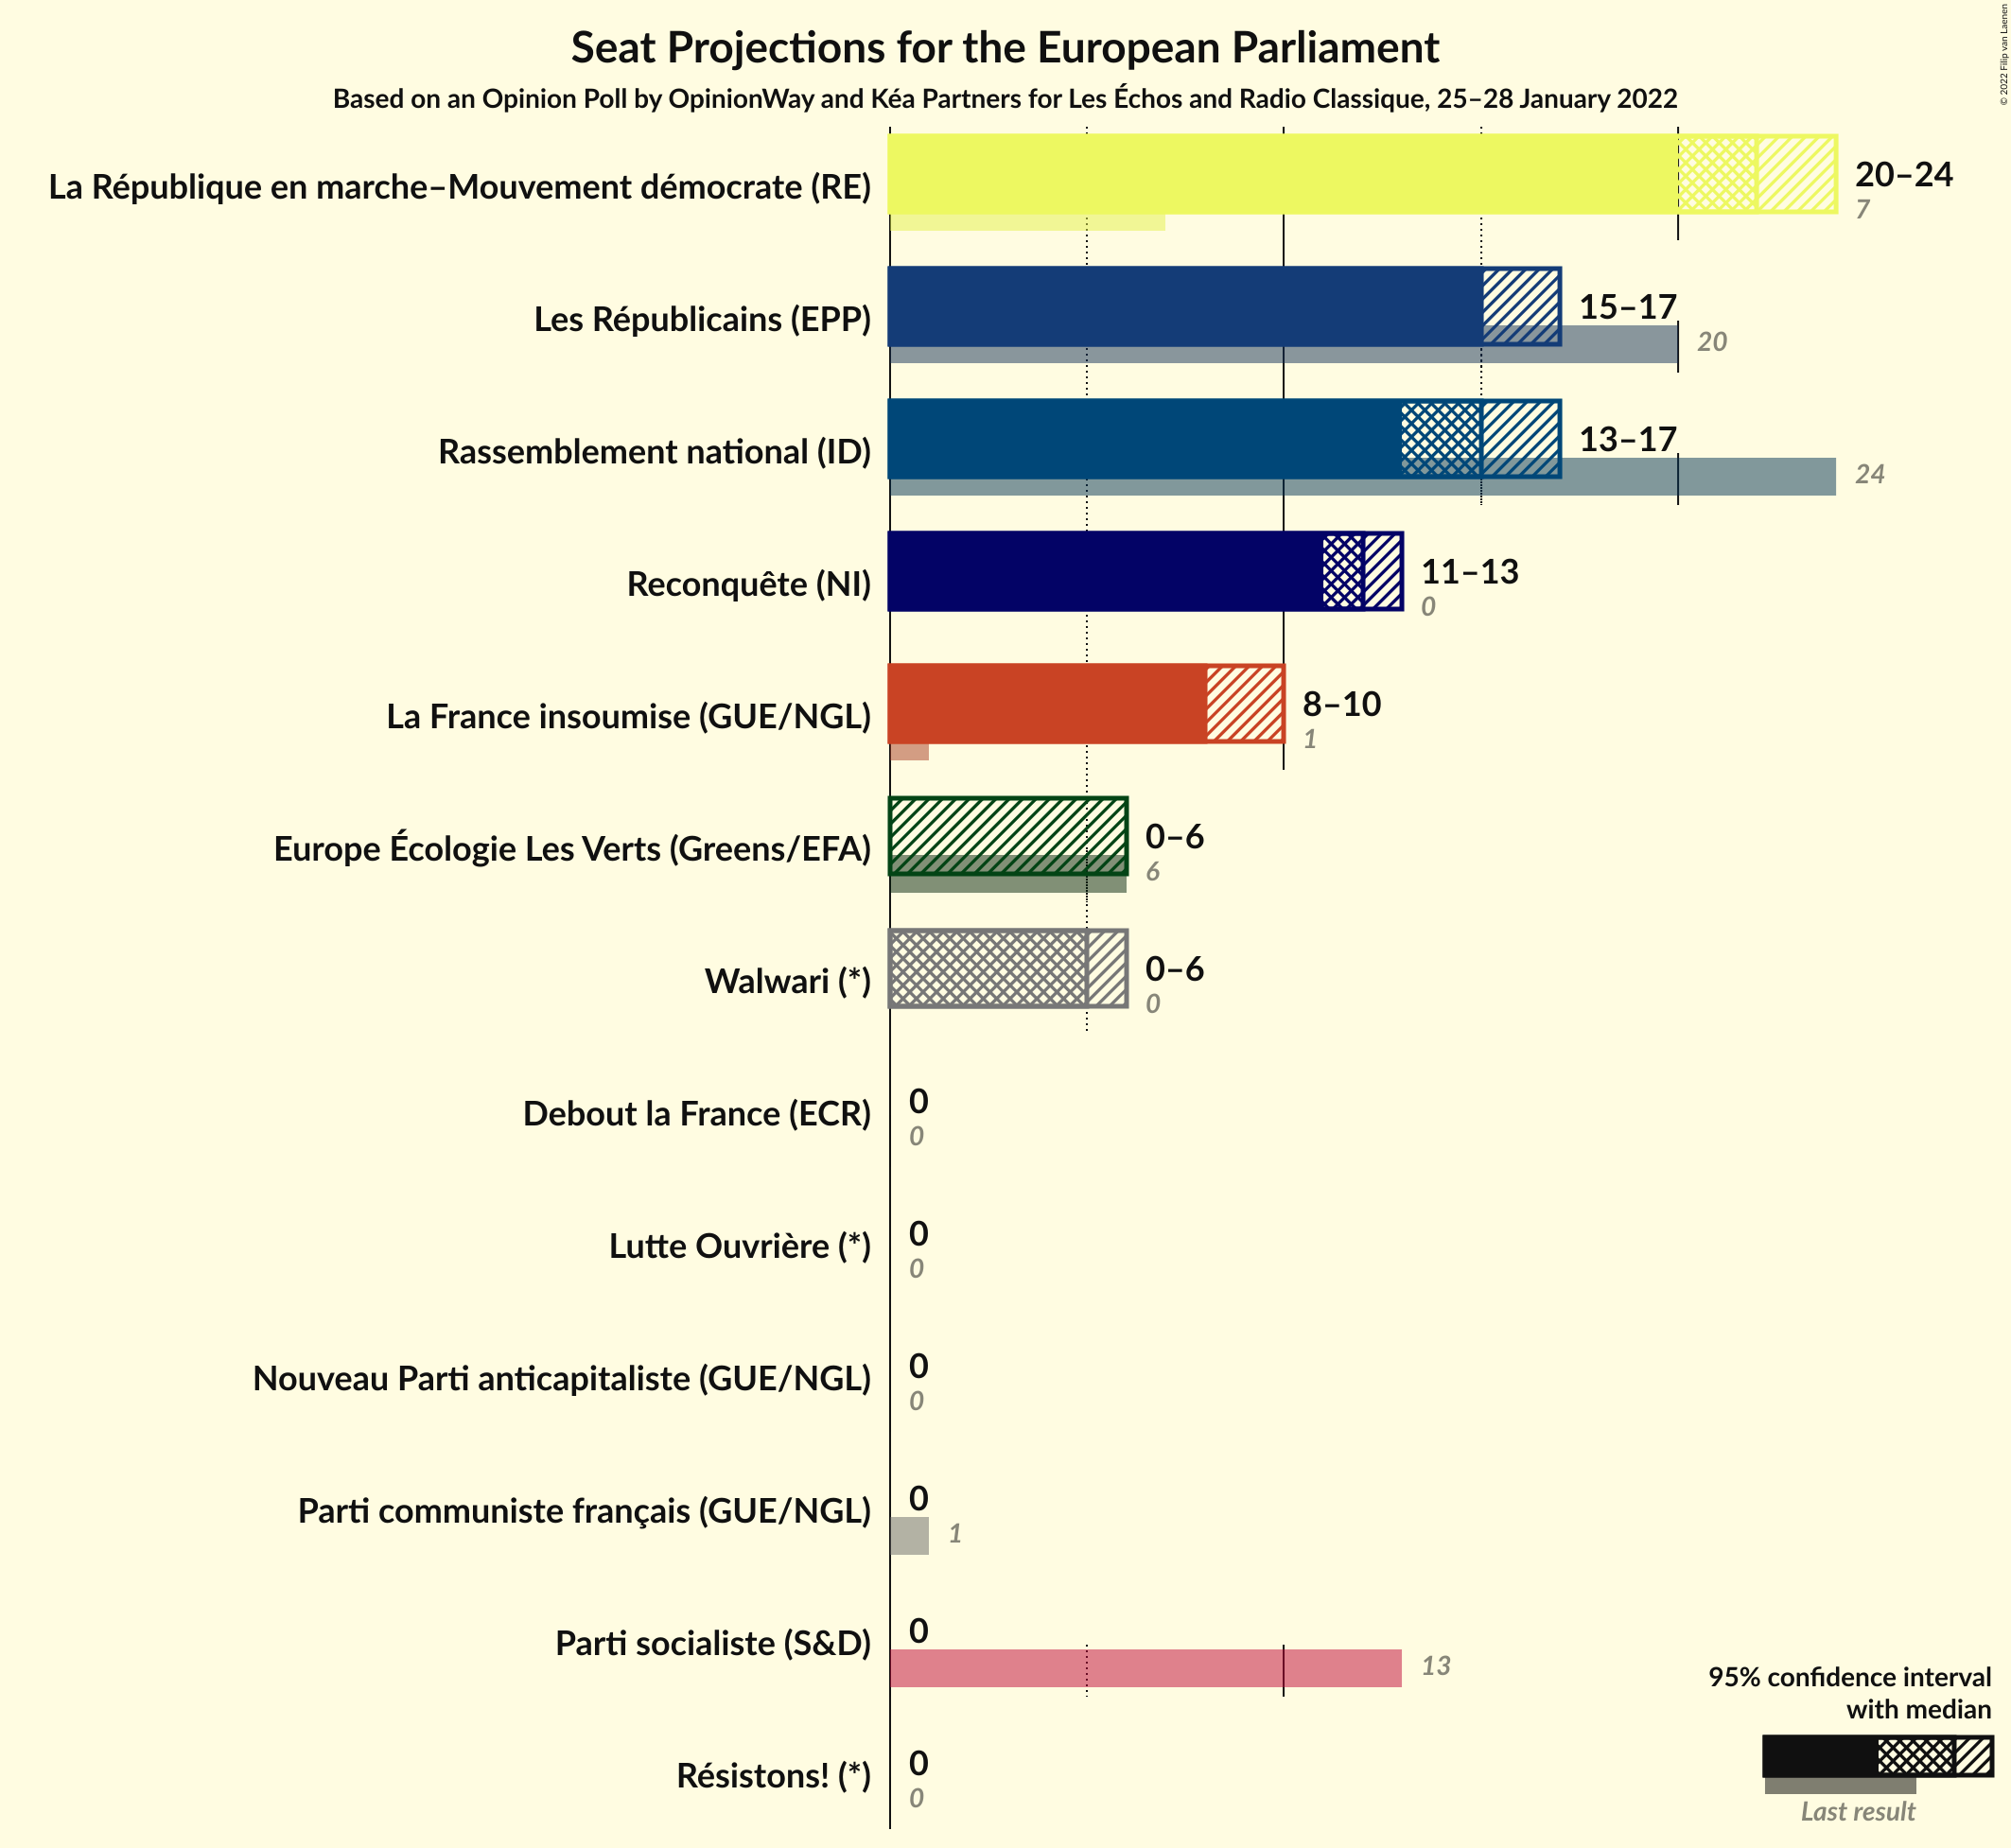 Seat Projections for the European Parliament
Based on an Opinion Poll by OpinionWay and Kéa Partners for Les Échos and Radio Classique, 25–28 January 2022
© 2022 Filip van Laenen
La République en marche–Mouvement démocrate (RE)
20–24
7
Les Républicains (EPP)
15–17
20
Rassemblement national (ID)
13–17
24
Reconquête (NI)
11–13
0
La France insoumise (GUE/NGL)
8–10
1
Europe Écologie Les Verts (Greens/EFA)
0–6
6
Walwari (*)
0–6
0
Debout la France (ECR)
0
0
Lutte Ouvrière (*)
0
0
Nouveau Parti anticapitaliste (GUE/NGL)
0
0
Parti communiste français (GUE/NGL)
0
1
Parti socialiste (S&D)
0
13
Résistons! (*)
0
0
95% confidence interval
with median
Last result